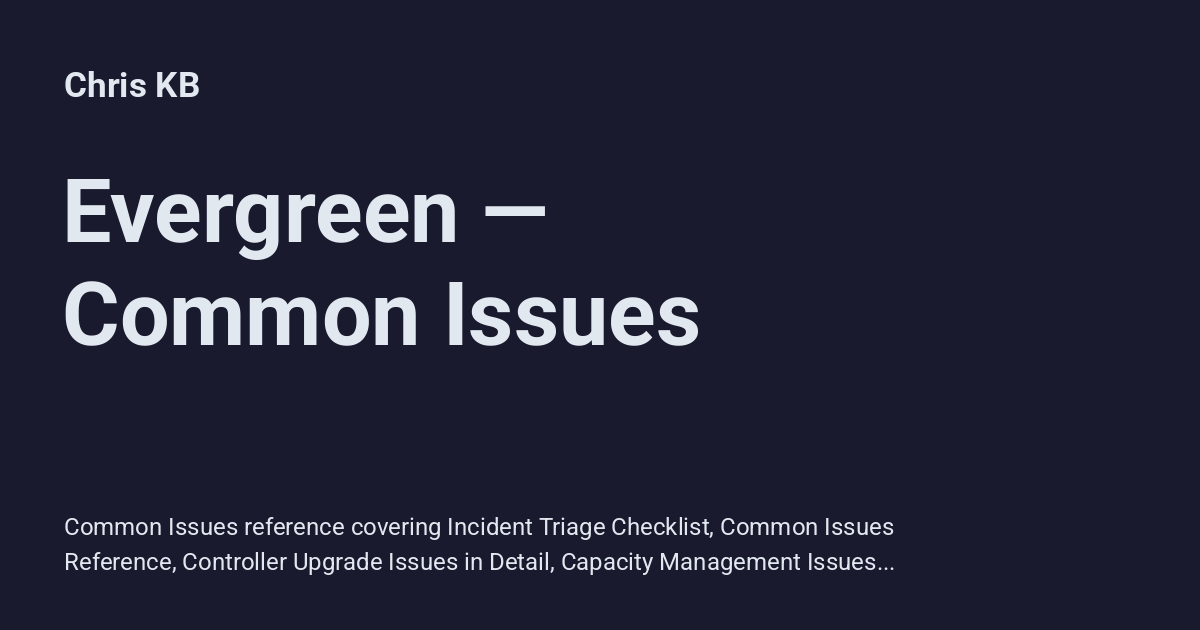 Chris KB
Evergreen —
Common Issues
Common Issues reference covering Incident Triage Checklist, Common Issues
Reference, Controller Upgrade Issues in Detail, Capacity Management Issues...